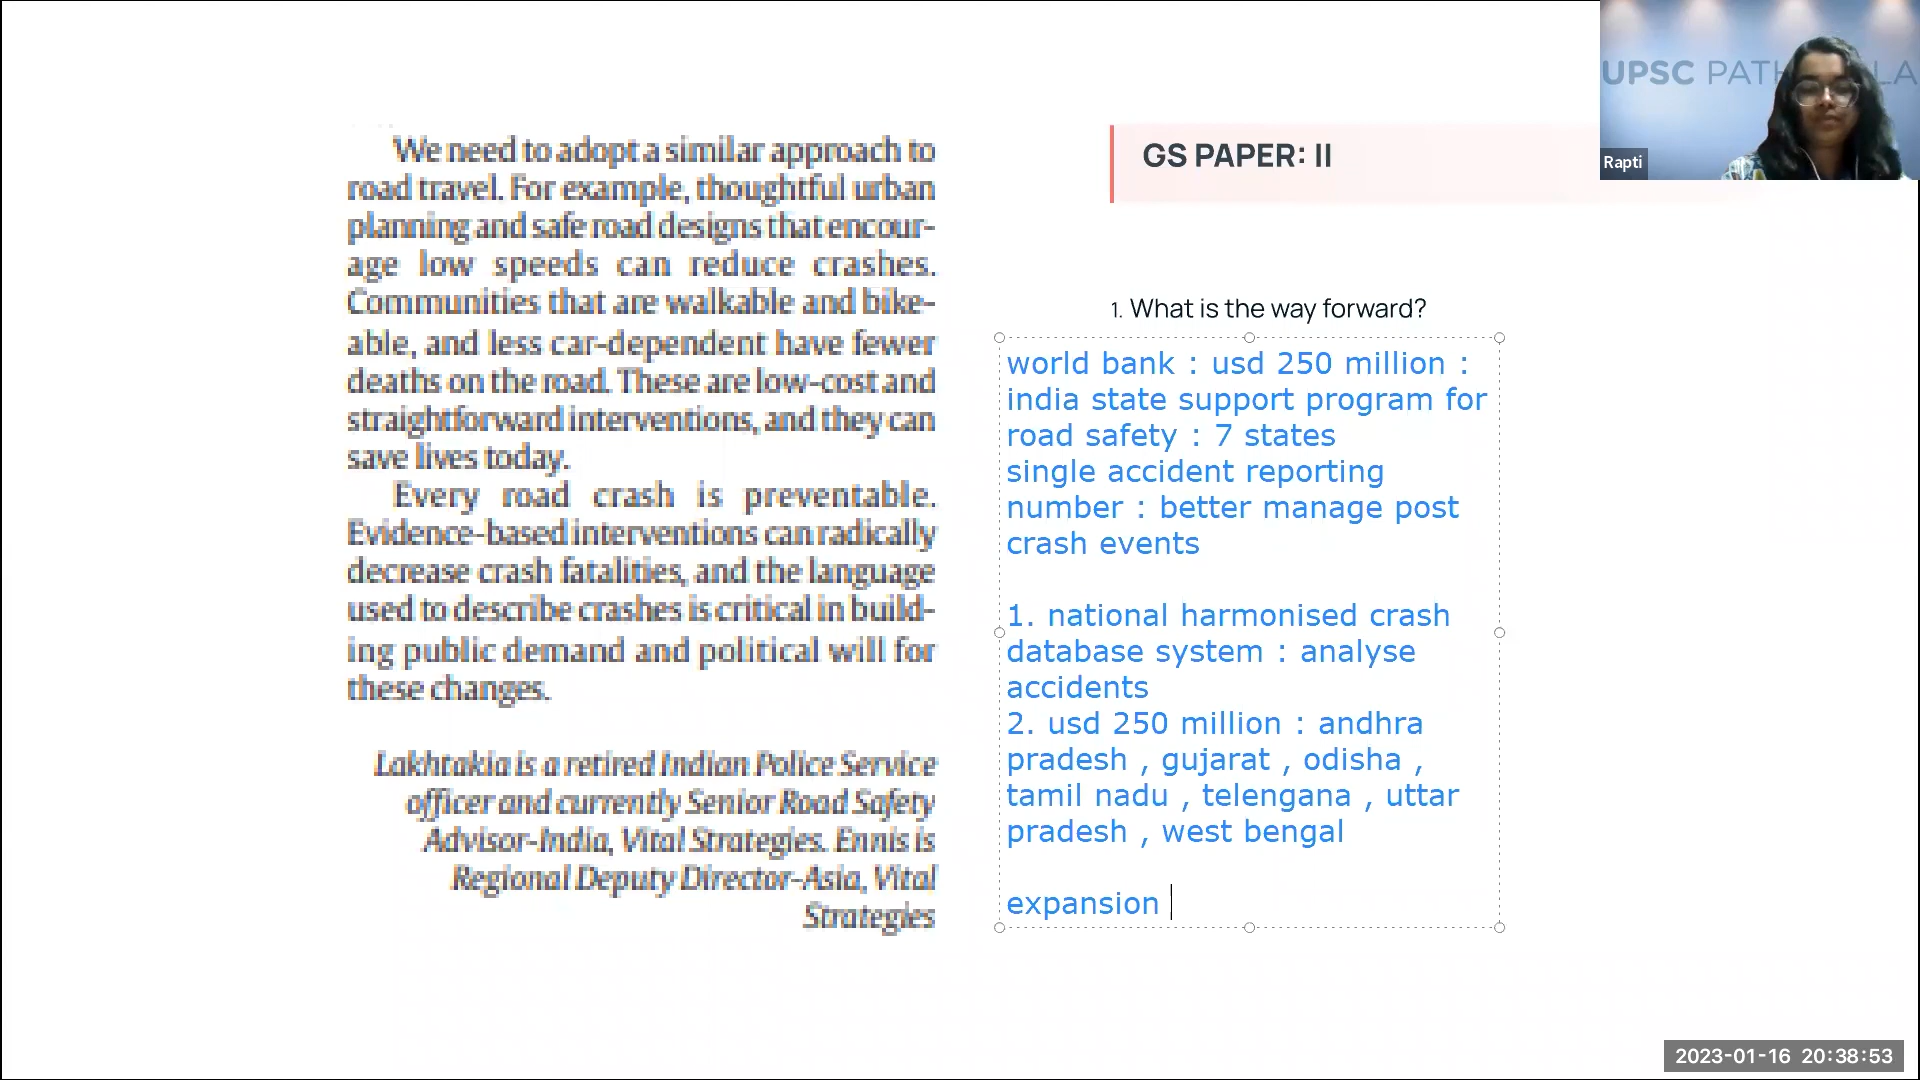 We need to adopt a similar approach to
road travel. For example, thoughtful urban
planning and safe road designs that encour-
age low speeds can reduce crashes.
Communities that are walkable and bike-
able, and less car-dependent have fewer
deaths on the road. These are low-cost and
straightforward interventions, and they can
save lives today.
Every road crash is preventable.
Evidence-based interventions can radically
decrease crash fatalities, and the language
used to describe crashes is critical in build-
ing public demand and political will for
these changes.
Lakhtakia is a retired Indian Police Service
officer and currently Senior Road Safety
Advisor-India, Vital Strategies. Ennis is
Regional Deputy Director-Asia, Vital
Strategies
GS PAPER: II
1. What is the way forward?
world bank : usd 250 million :
india state support program for
road safety : 7 states
single accident reporting
number : better manage post
crash events
1. national harmonised crash
database system : analyse
accidents
2. usd 250 million : andhra
pradesh , gujarat , odisha ,
tamil nadu , telengana , uttar
pradesh , west bengal
expansion
UPSC PATH LA
Rapti
2023-01-16 20:38:53